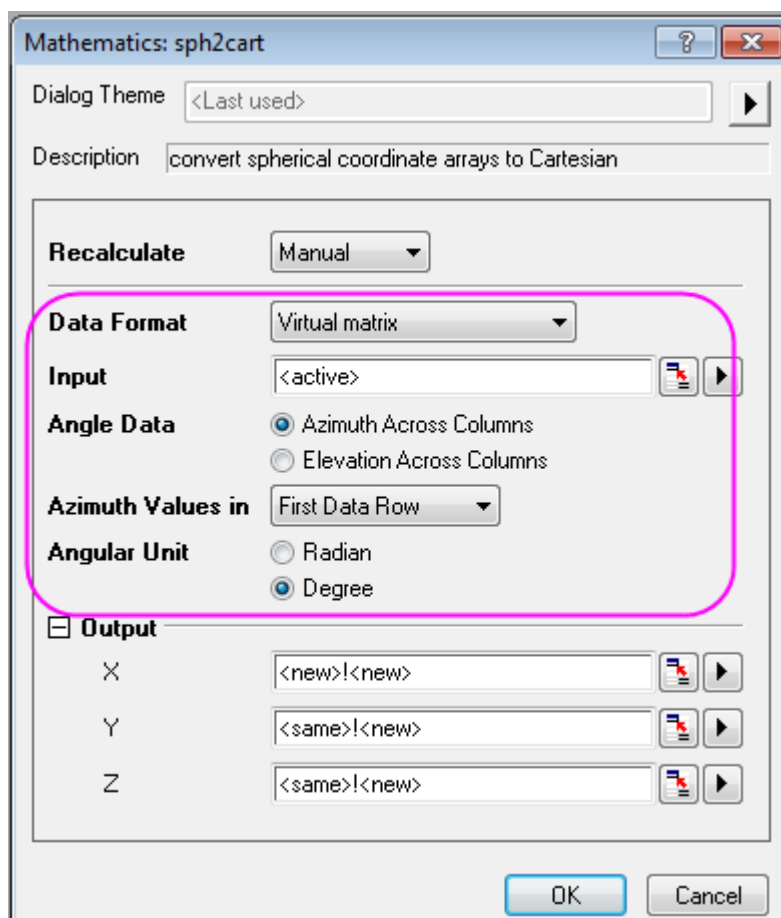 Mathematics: sph2cart
Dialog Theme <Last used>
Description convert spherical coordinate arrays to Cartesian
Recalculate Manual
Data Format Virtual matrix
Input <active>
Angle Data Azimuth Across Columns
Elevation Across Columns
Azimuth Values in First Data Row
Angular Unit Radian
Degree
Output
X <new>!<new>
Y <same>!<new>
Z <same>!<new>
OK Cancel